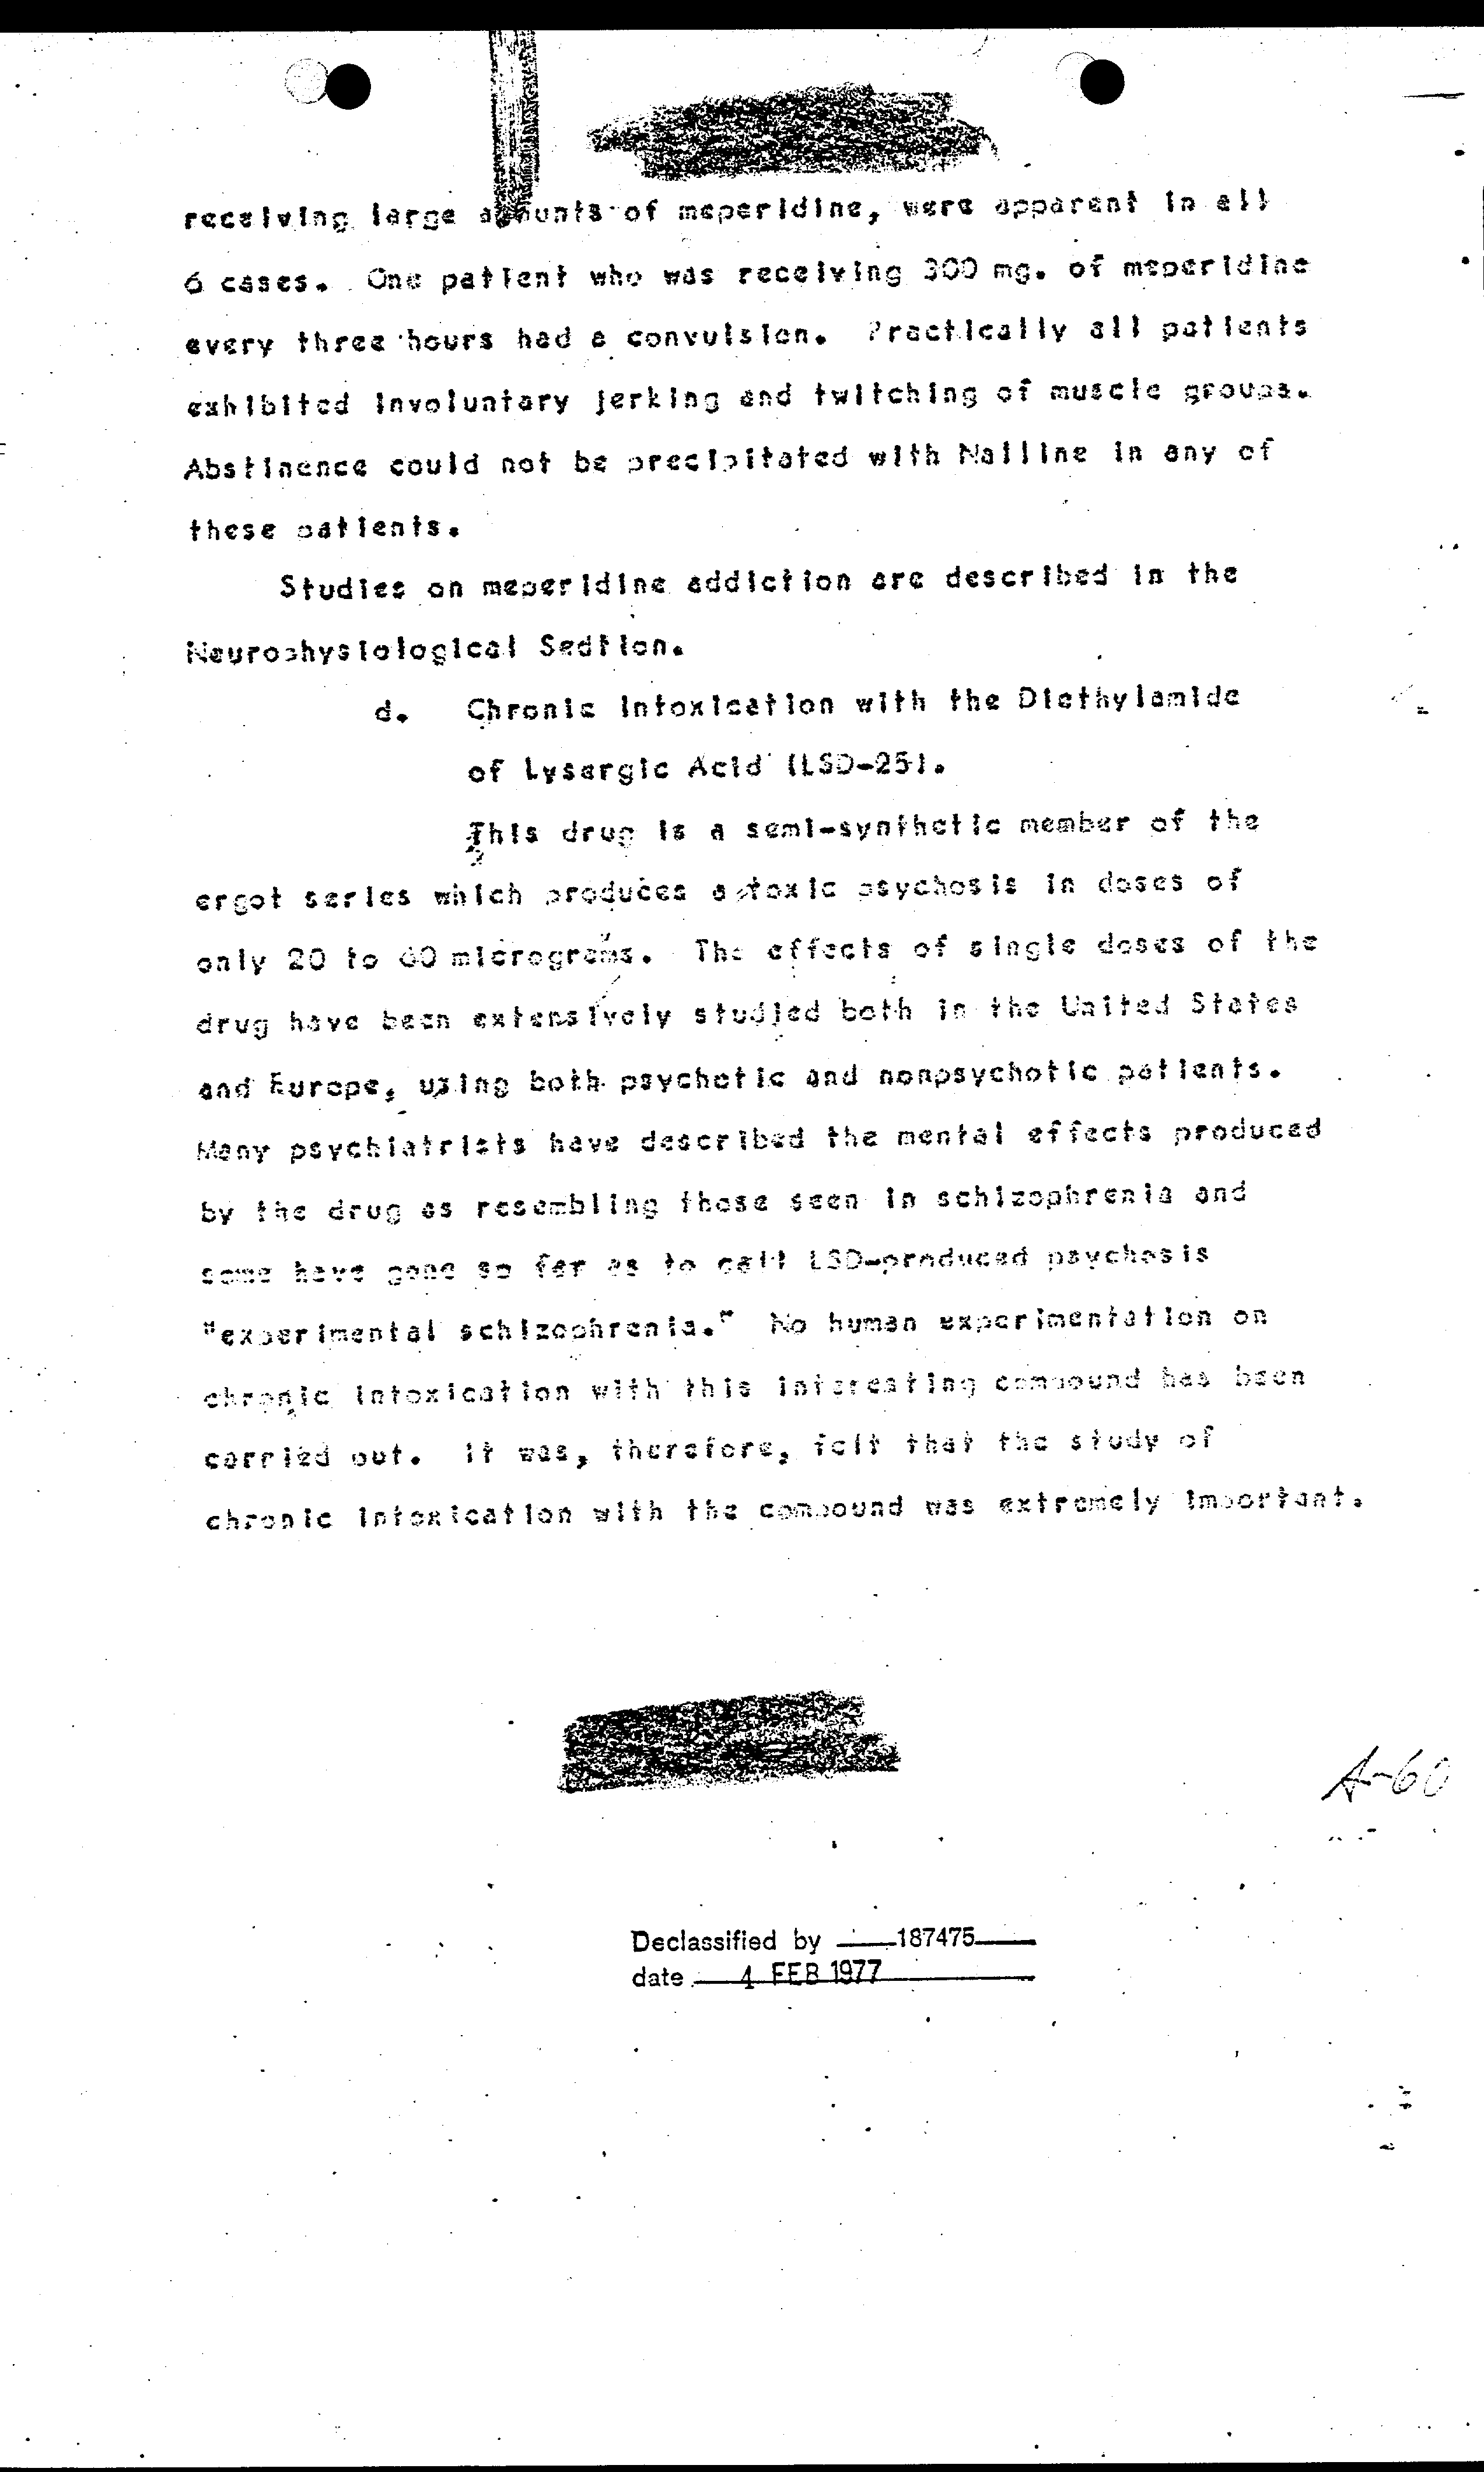 receiving large amounts of meperidine, were apparent in all
6 cases. One patient who was receiving 300 mg. of meperidine
every three hours had a convulsion. Practically all patients
exhibited involuntary jerking and twitching of muscle groups.
Abstinence could not be precipitated with Nalline in any of
these patients.
Studies on meperidine addiction are described in the
Neurophysiological Sedtion.
d. Chronic Intoxication with the Diethylamide
of Lysergic Acid (LSD-25).
This drug is a semi-synthetic member of the
ergot series which produces a toxic psychosis in doses of
only 20 to 60 micrograms. The effects of single doses of the
drug have been extensively studied both in the United States
and Europe, using both psychotic and nonpsychotic patients.
Many psychiatrists have described the mental effects produced
by the drug as resembling those seen in schizophrenia and
some have gone so far as to call LSD-produced psychosis
"experimental schizophrenia." No human experimentation on
chronic intoxication with this interesting compound has been
carried out. It was, therefore, felt that the study of
chronic intoxication with the compound was extremely important.
A-60
Declassified by 187475
date 4 FEB 1977